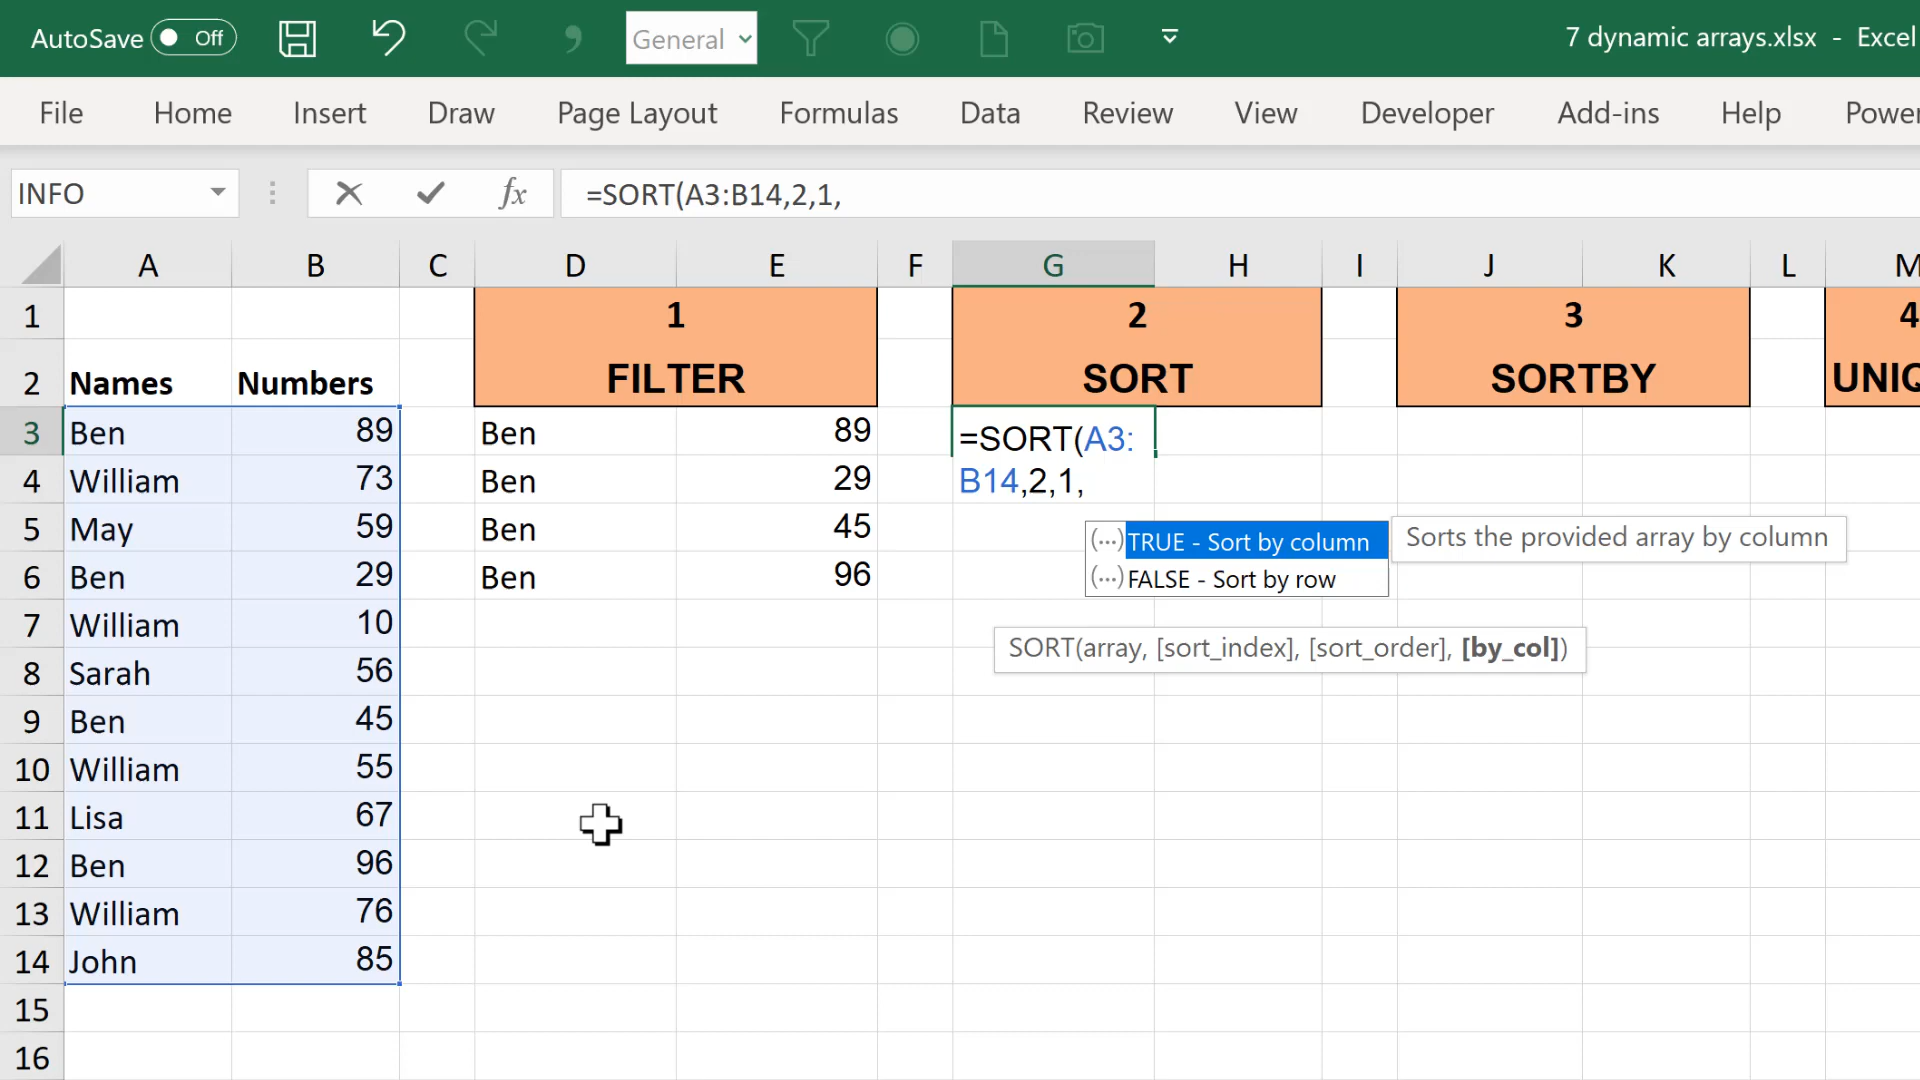 AutoSave Off General 7 dynamic arrays.xlsx - Excel
File Home Insert Draw Page Layout Formulas Data Review View Developer Add-ins Help Power
INFO fx =SORT(A3:B14,2,1,
A B C D E F G H I J K L M
1 1 2 3 4
2 Names Numbers FILTER SORT SORTBY UNIQ
3 Ben 89 Ben 89 =SORT(A3:
4 William 73 Ben 29 B14,2,1,
5 May 59 Ben 45 (...) TRUE - Sort by column Sorts the provided array by column
6 Ben 29 Ben 96 (...) FALSE - Sort by row
7 William 10
8 Sarah 56 SORT(array, [sort_index], [sort_order], [by_col])
9 Ben 45
10 William 55
11 Lisa 67
12 Ben 96
13 William 76
14 John 85
15
16